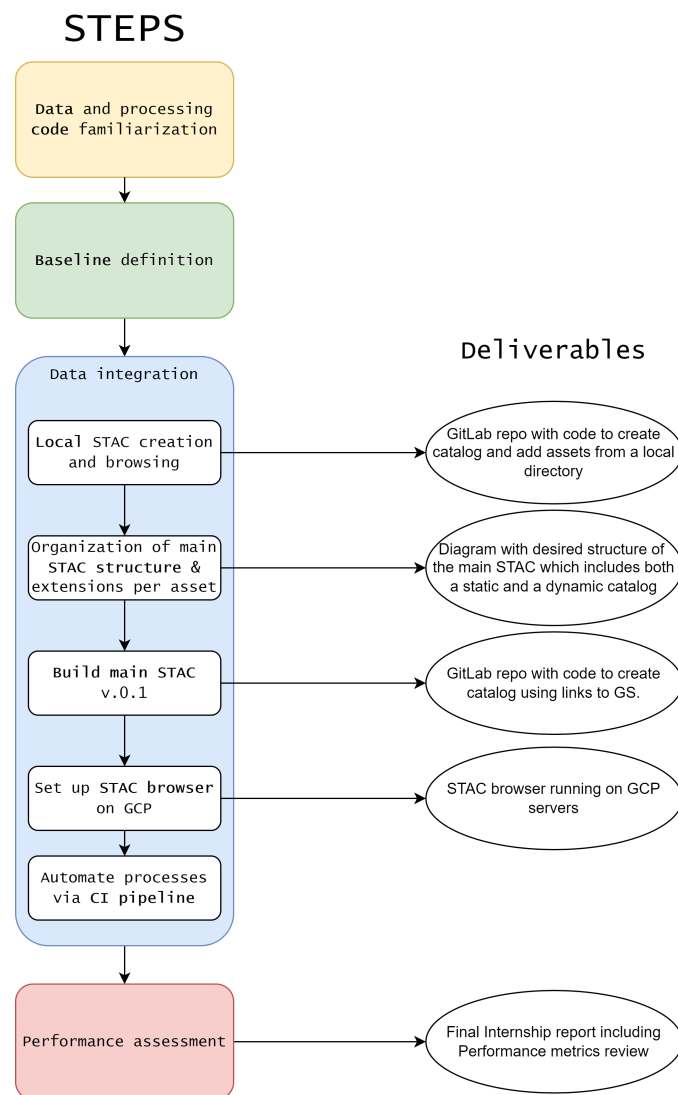 STEPS
Data and processing
code familiarization
Baseline definition
Data integration
Deliverables
Local STAC creation
and browsing
GitLab repo with code to create
catalog and add assets from a local
directory
Organization of main
STAC structure &
extensions per asset
Diagram with desired structure of
the main STAC which includes both
a static and a dynamic catalog
Build main STAC
v.0.1
GitLab repo with code to create
catalog using links to GS.
Set up STAC browser
on GCP
STAC browser running on GCP
servers
Automate processes
via CI pipeline
Performance assessment
Final Internship report including
Performance metrics review